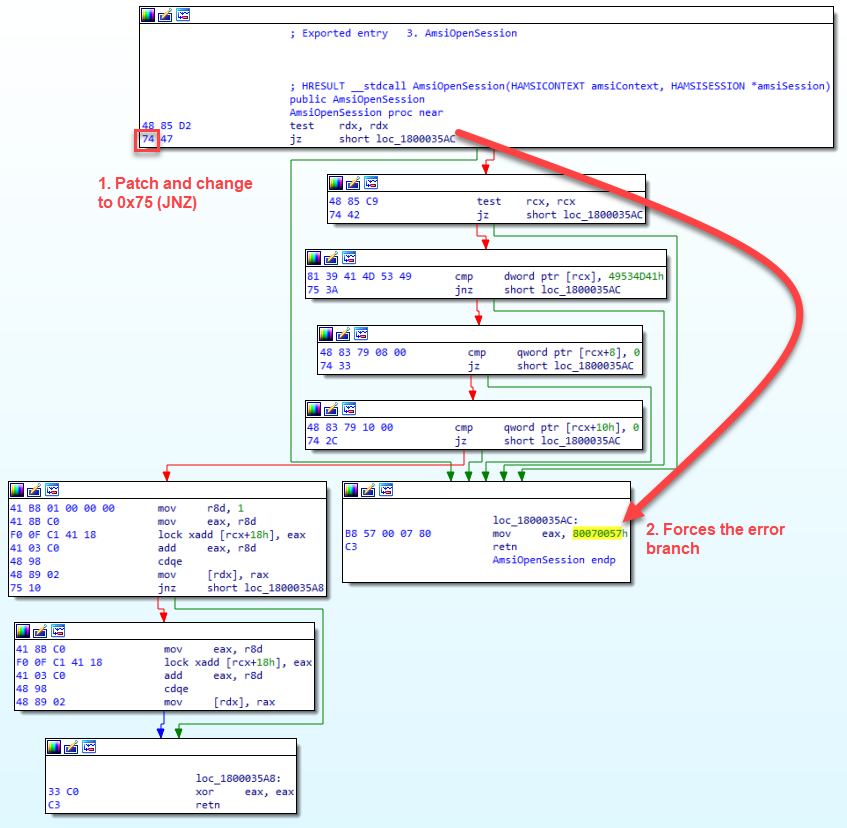 ; Exported entry   3. AmsiOpenSession
; HRESULT __stdcall AmsiOpenSession(HAMSICONTEXT amsiContext, HAMSISESSION *amsiSession)
public AmsiOpenSession
AmsiOpenSession proc near
48 85 D2 test rdx, rdx
74 47 jz short loc_1800035AC
1. Patch and change
to 0x75 (JNZ)
48 85 C9 test rcx, rcx
74 42 jz short loc_1800035AC
81 39 41 4D 53 49 cmp dword ptr [rcx], 49534D41h
75 3A jnz short loc_1800035AC
48 83 79 08 00 cmp qword ptr [rcx+8], 0
74 33 jz short loc_1800035AC
48 83 79 10 00 cmp qword ptr [rcx+10h], 0
74 2C jz short loc_1800035AC
41 B8 01 00 00 00 mov r8d, 1
41 8B C0 mov eax, r8d
F0 0F C1 41 18 lock xadd [rcx+18h], eax
41 03 C0 add eax, r8d
48 98 cdqe
48 89 02 mov [rdx], rax
75 10 jnz short loc_1800035A8
loc_1800035AC:
B8 57 00 07 80 mov eax, 80070057h
C3 retn
AmsiOpenSession endp
2. Forces the error
branch
41 8B C0 mov eax, r8d
F0 0F C1 41 18 lock xadd [rcx+18h], eax
41 03 C0 add eax, r8d
48 98 cdqe
48 89 02 mov [rdx], rax
loc_1800035A8:
33 C0 xor eax, eax
C3 retn